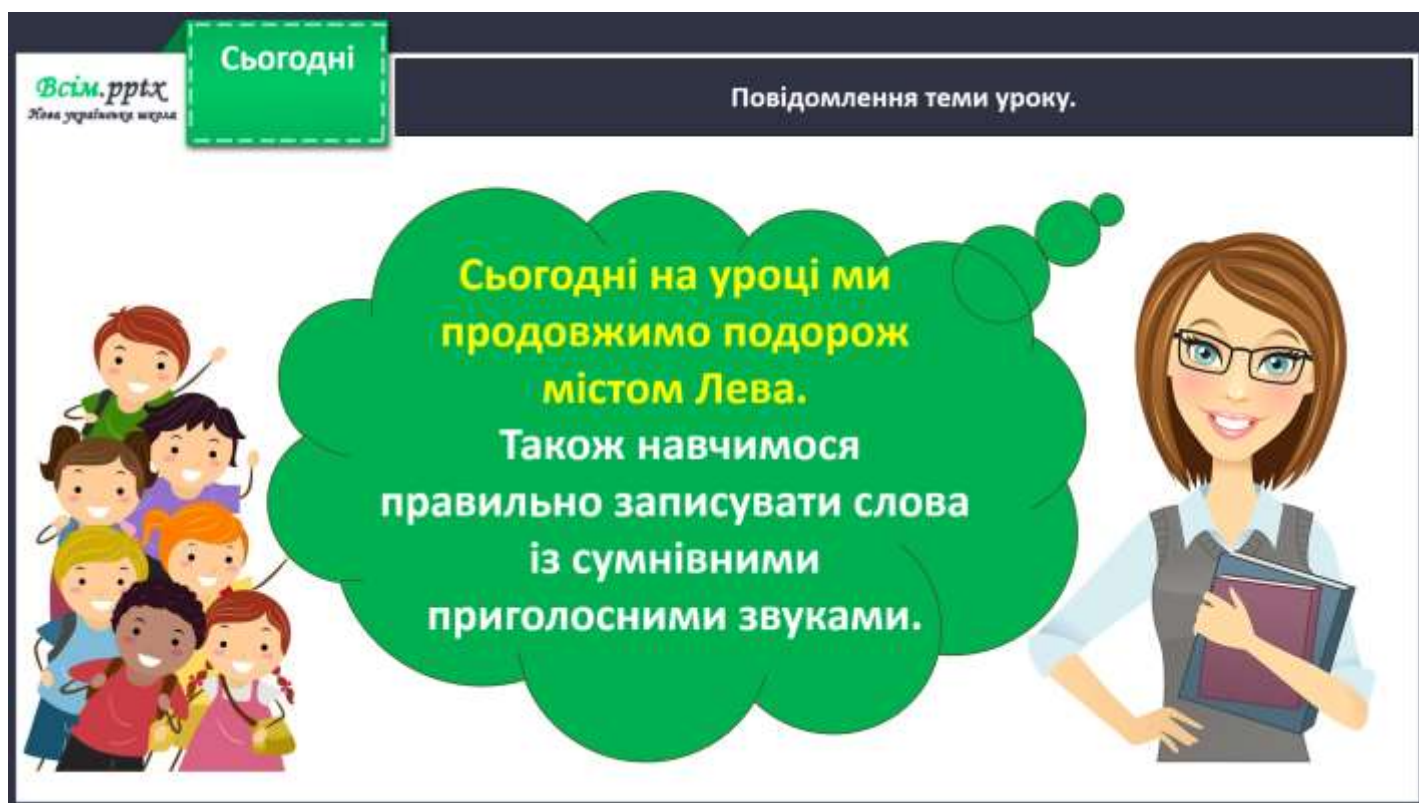 Сьогодні
Всім.pptx
Нова українська школа
Повідомлення теми уроку.
Сьогодні на уроці ми
продовжимо подорож
містом Лева.
Також навчимося
правильно записувати слова
із сумнівними
приголосними звуками.